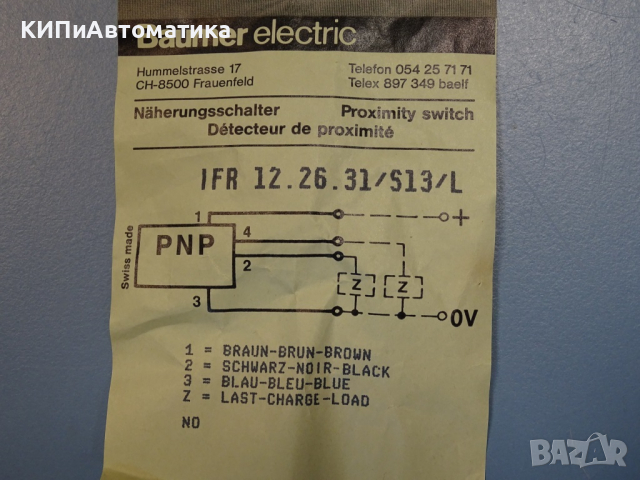 КИПиАвтоматика
Baumer electric
Hummelstrasse 17
CH-8500 Frauenfeld
Telefon 054 25 71 71
Telex 897 349 baelf
Näherungsschalter
Proximity switch
Détecteur de proximité
IFR 12.26.31/S13/L
1
+
4
PNP
2
Swiss made
Z
Z
3
0V
1 = BRAUN-BRUN-BROWN
2 = SCHWARZ-NOIR-BLACK
3 = BLAU-BLEU-BLUE
Z = LAST-CHARGE-LOAD
NO
BAZAR